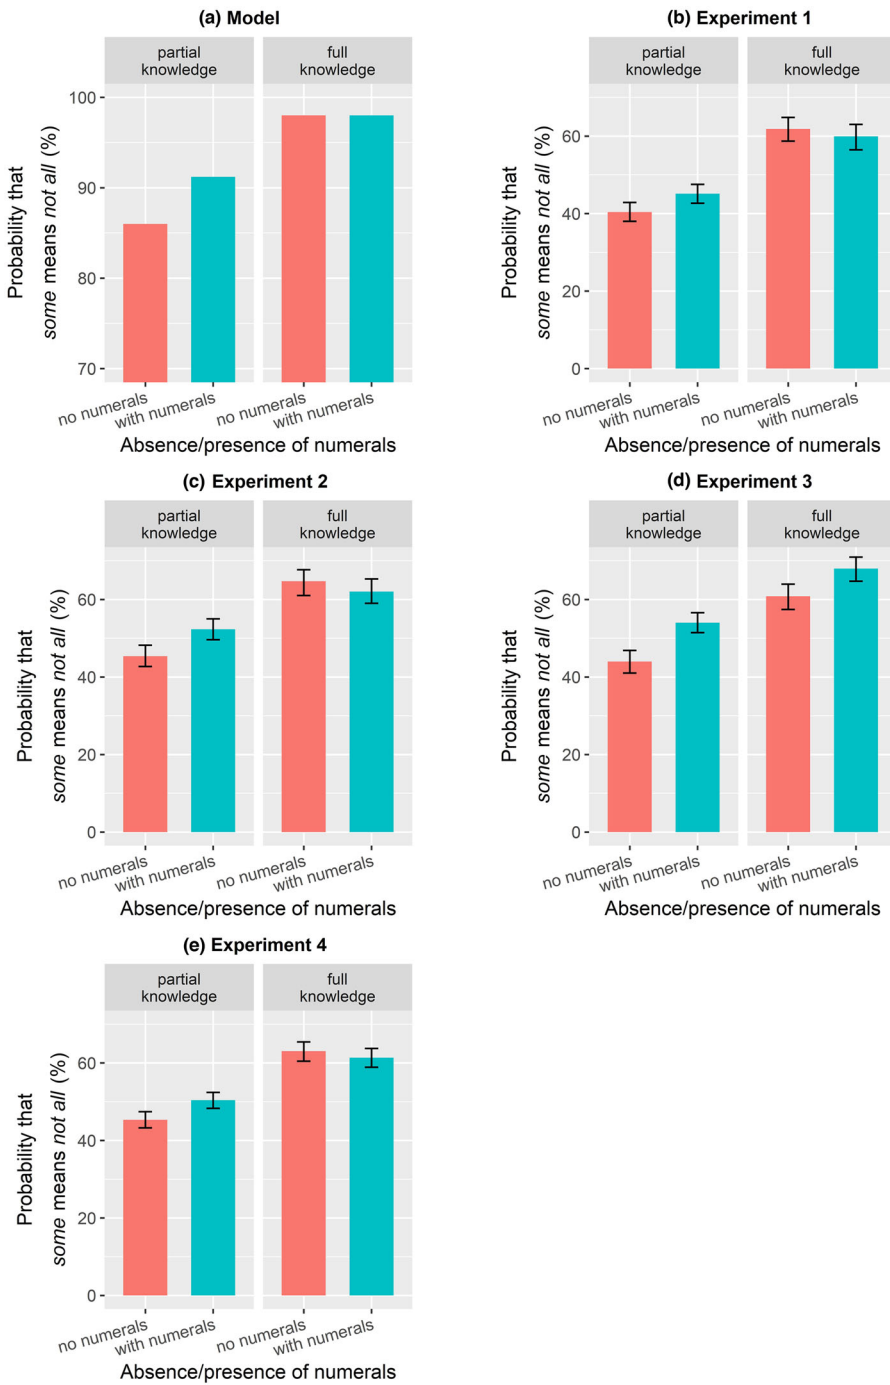 (a) Model
partial
knowledge
full
knowledge
Probability that
some means not all (%)
100
90
80
70
no numerals
with numerals
no numerals
with numerals
Absence/presence of numerals
(b) Experiment 1
partial
knowledge
full
knowledge
Probability that
some means not all (%)
60
40
20
0
no numerals
with numerals
no numerals
with numerals
Absence/presence of numerals
(c) Experiment 2
partial
knowledge
full
knowledge
Probability that
some means not all (%)
60
40
20
0
no numerals
with numerals
no numerals
with numerals
Absence/presence of numerals
(d) Experiment 3
partial
knowledge
full
knowledge
Probability that
some means not all (%)
60
40
20
0
no numerals
with numerals
no numerals
with numerals
Absence/presence of numerals
(e) Experiment 4
partial
knowledge
full
knowledge
Probability that
some means not all (%)
60
40
20
0
no numerals
with numerals
no numerals
with numerals
Absence/presence of numerals